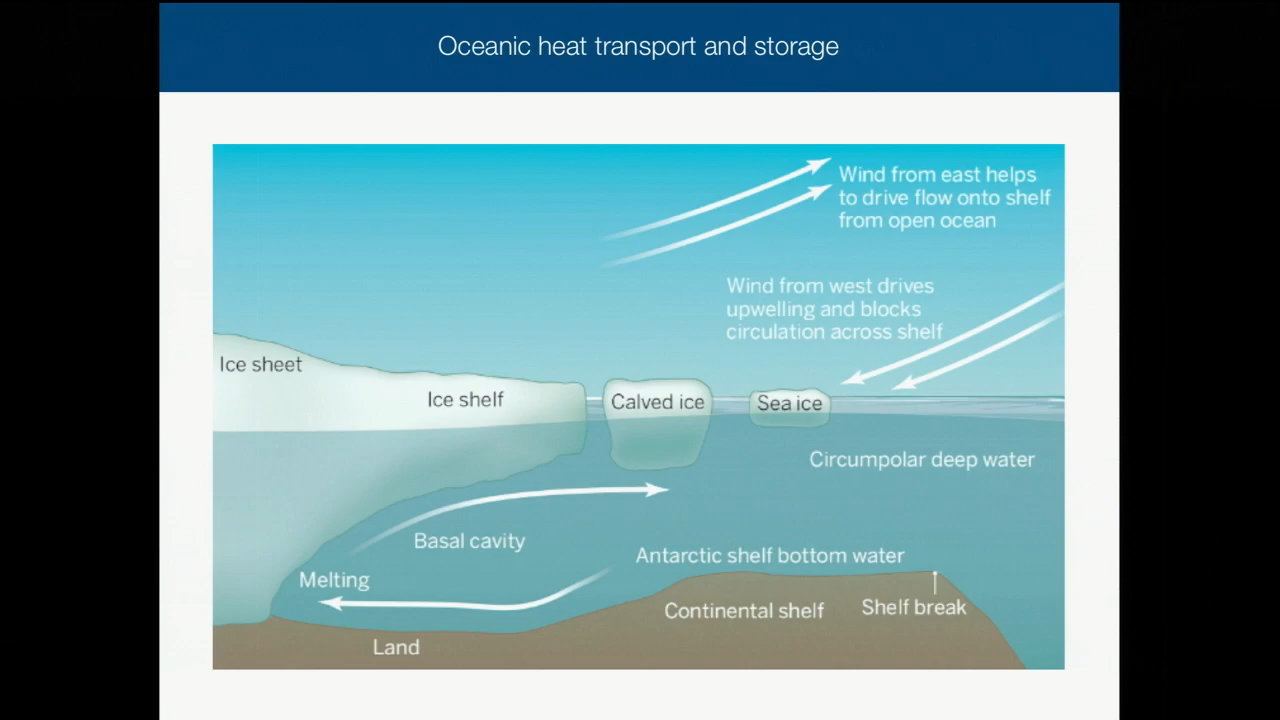 Oceanic heat transport and storage
Wind from east helps
to drive flow onto shelf
from open ocean
Wind from west drives
upwelling and blocks
circulation across shelf
Ice sheet
Ice shelf
Calved ice
Sea ice
Circumpolar deep water
Basal cavity
Antarctic shelf bottom water
Melting
Continental shelf
Shelf break
Land